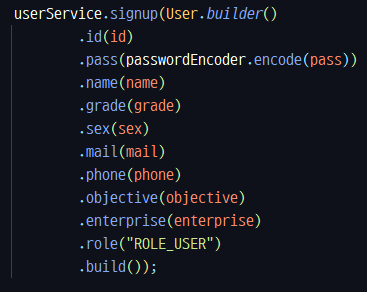 userService.signup(User.builder()
.id(id)
.pass(passwordEncoder.encode(pass))
.name(name)
.grade(grade)
.sex(sex)
.mail(mail)
.phone(phone)
.objective(objective)
.enterprise(enterprise)
.role("ROLE_USER")
.build());